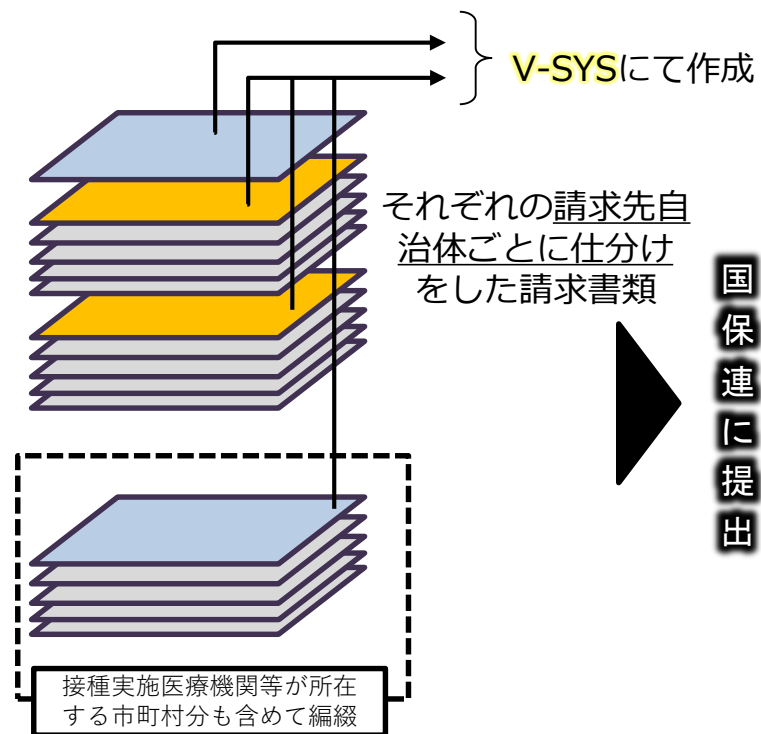 V-SYSにて作成
それぞれの請求先自
治体ごとに仕分け
をした請求書類
国保連に提出
接種実施医療機関等が所在
する市町村分も含めて編綴